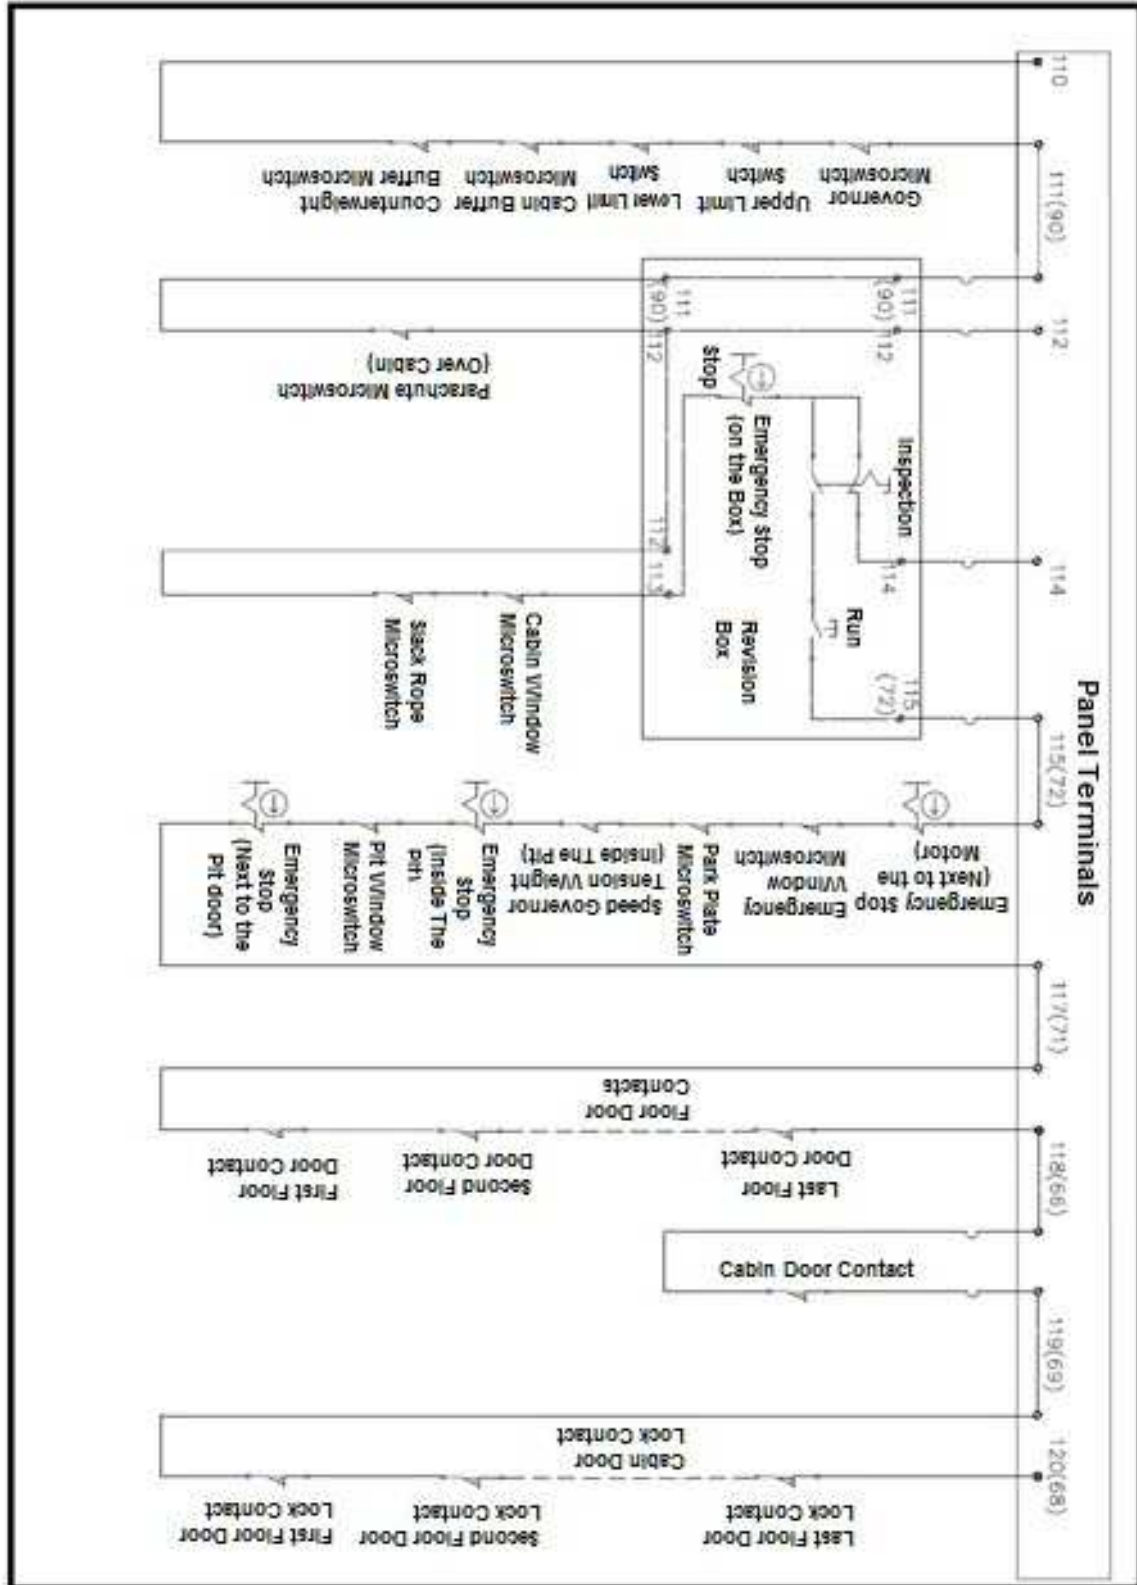 Panel Terminals
110
111(90)
112
114
115(72)
117(71)
118(66)
119(69)
120(68)
Governor
Microswitch
Upper Limit
Switch
Lower Limit
Switch
Cabin Buffer
Microswitch
Counterweight
Buffer Microswitch
111
(90)
112
111
(90)
112
Parachute Microswitch
(Over Cabin)
Stop
Emergency Stop
(on the Box)
Inspection
114
Run
115
(72)
Revision
Box
112
113
Cabin Window
Microswitch
Slack Rope
Microswitch
Emergency Stop
(Next to the
Motor)
Emergency
Window
Microswitch
Park Plate
Microswitch
Speed Governor
Tension Weight
(Inside The Pit)
Emergency
Stop
(Inside The
Pit)
Pit Window
Microswitch
Emergency
Stop
(Next to the
Pit door)
Floor Door
Contacts
First Floor
Door Contact
Second Floor
Door Contact
Last Floor
Door Contact
Cabin Door Contact
Cabin Door
Lock Contact
First Floor Door
Lock Contact
Second Floor Door
Lock Contact
Last Floor Door
Lock Contact